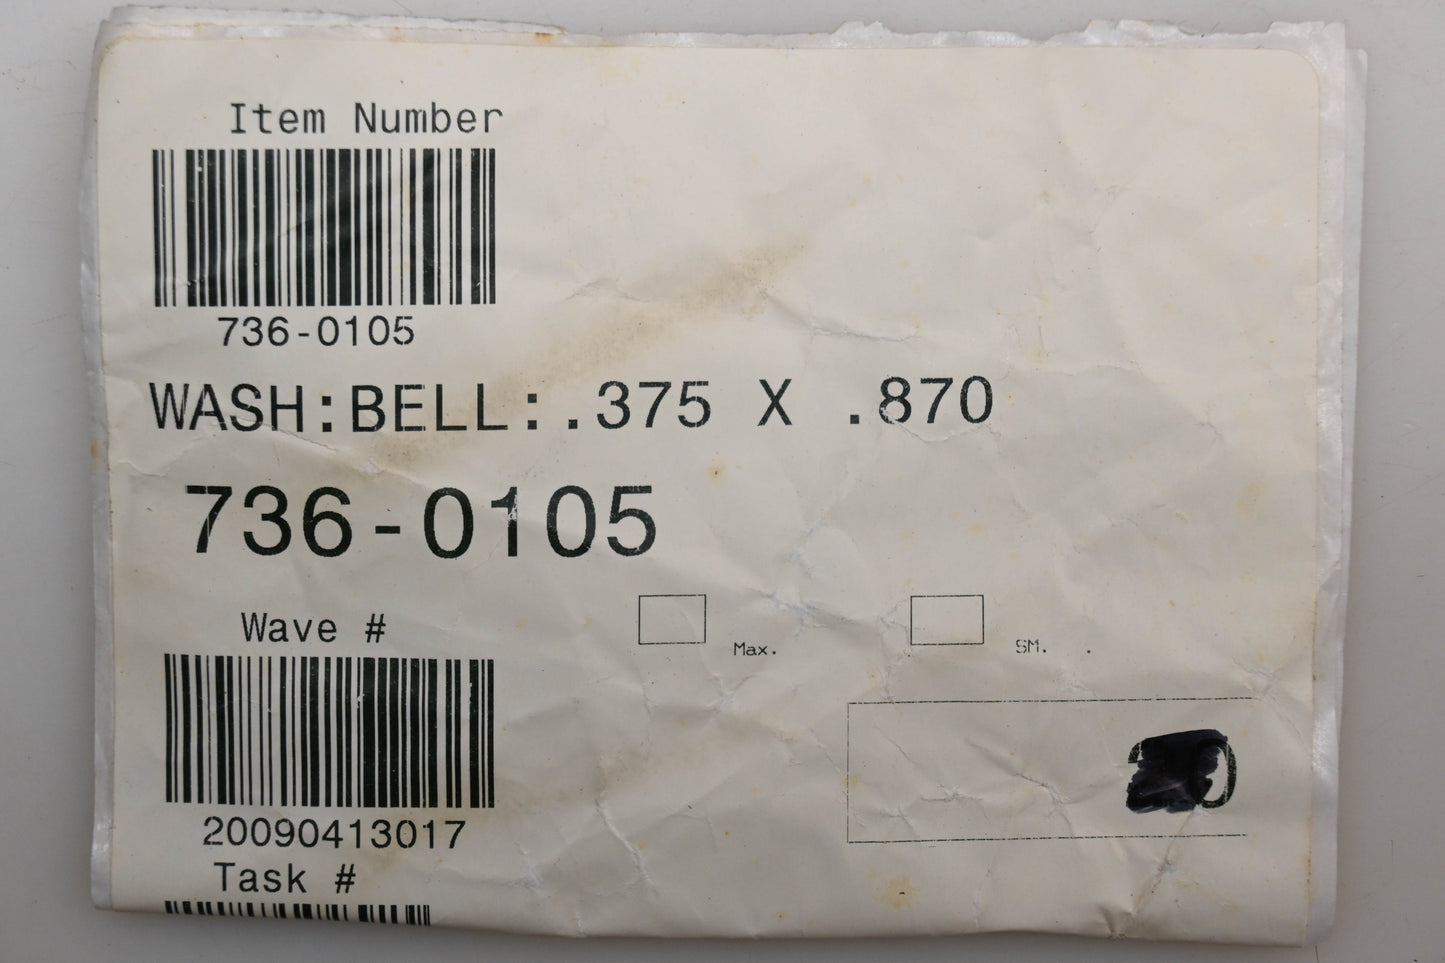 Item Number
736-0105
WASH:BELL:.375 X .870
736-0105
Wave #
Max.
SM. .
20090413017
Task #